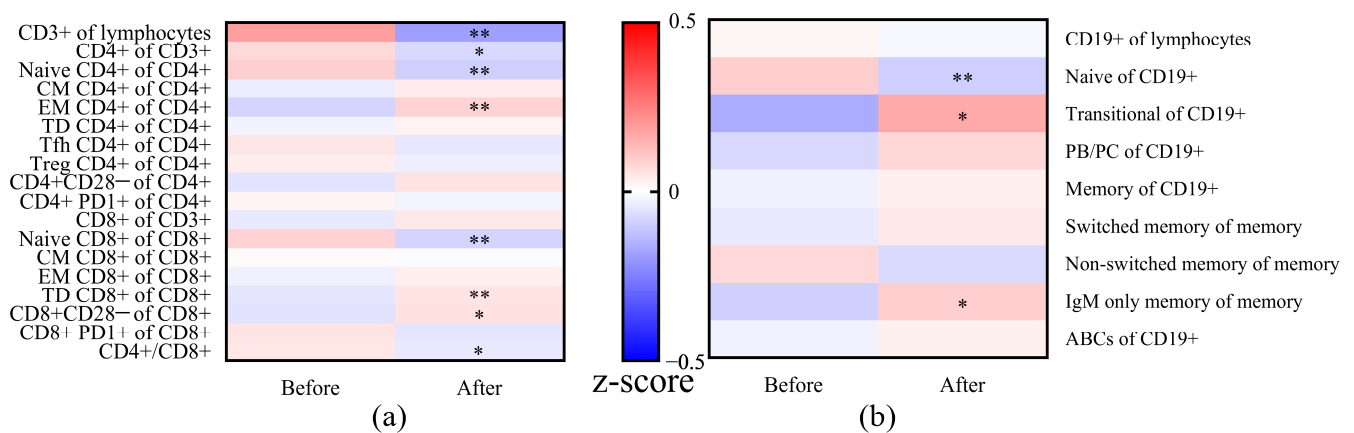 CD3+ of lymphocytes
**
CD4+ of CD3+
*
Naive CD4+ of CD4+
**
CM CD4+ of CD4+
EM CD4+ of CD4+
**
TD CD4+ of CD4+
Tfh CD4+ of CD4+
Treg CD4+ of CD4+
CD4+CD28− of CD4+
CD4+ PD1+ of CD4+
CD8+ of CD3+
Naive CD8+ of CD8+
**
CM CD8+ of CD8+
EM CD8+ of CD8+
TD CD8+ of CD8+
**
CD8+CD28− of CD8+
*
CD8+ PD1+ of CD8+
CD4+/CD8+
*
Before
After
(a)
0.5
0
−0.5
z-score
CD19+ of lymphocytes
**
Naive of CD19+
*
Transitional of CD19+
PB/PC of CD19+
Memory of CD19+
Switched memory of memory
Non-switched memory of memory
*
IgM only memory of memory
ABCs of CD19+
Before
After
(b)